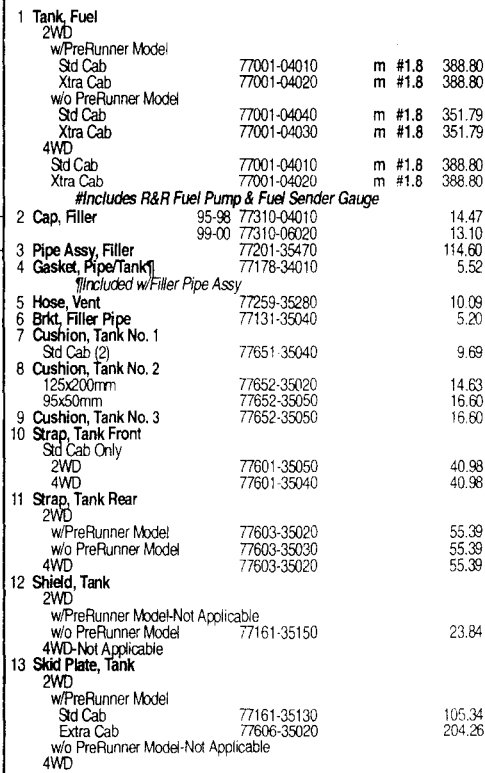 1 Tank, Fuel
2WD
w/PreRunner Model
Std Cab 77001-04010 m #1.8 388.80
Xtra Cab 77001-04020 m #1.8 388.80
w/o PreRunner Model
Std Cab 77001-04040 m #1.8 351.79
Xtra Cab 77001-04030 m #1.8 351.79
4WD
Std Cab 77001-04010 m #1.8 388.80
Xtra Cab 77001-04020 m #1.8 388.80
#Includes R&R Fuel Pump & Fuel Sender Gauge
2 Cap, Filler 95-98 77310-04010 14.47
99-00 77310-06020 13.10
3 Pipe Assy, Filler 77201-35470 114.60
4 Gasket, Pipe/Tank¶ 77178-34010 5.52
¶Included w/Filler Pipe Assy
5 Hose, Vent 77259-35280 10.09
6 Brkt, Filler Pipe 77131-35040 5.20
7 Cushion, Tank No. 1
Std Cab (2) 77651-35040 9.69
8 Cushion, Tank No. 2
125x200mm 77652-35020 14.63
95x50mm 77652-35050 16.60
9 Cushion, Tank No. 3 77652-35050 16.60
10 Strap, Tank Front
Std Cab Only
2WD 77601-35050 40.98
4WD 77601-35040 40.98
11 Strap, Tank Rear
2WD
w/PreRunner Model 77603-35020 55.39
w/o PreRunner Model 77603-35030 55.39
4WD 77603-35020 55.39
12 Shield, Tank
2WD
w/PreRunner Model-Not Applicable
w/o PreRunner Model 77161-35150 23.84
4WD-Not Applicable
13 Skid Plate, Tank
2WD
w/PreRunner Model
Std Cab 77161-35130 105.34
Extra Cab 77606-35020 204.26
w/o PreRunner Model-Not Applicable
4WD